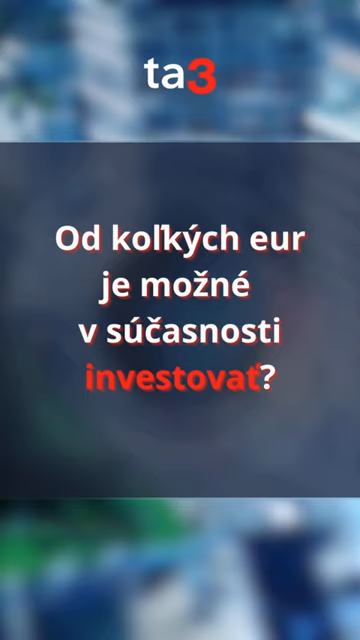 ta3
Od koľkých eur
je možné
v súčasnosti
investovať?